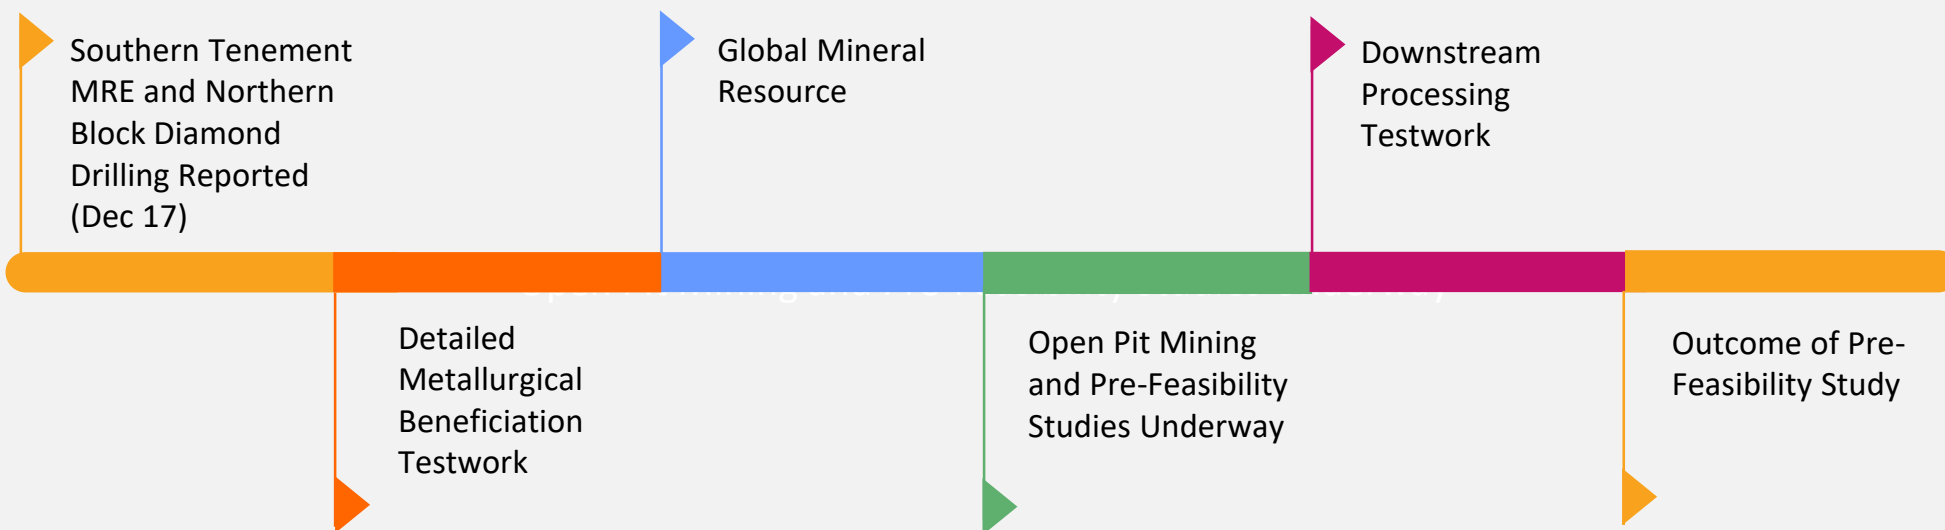 Southern Tenement
MRE and Northern
Block Diamond
Drilling Reported
(Dec 17)
Detailed
Metallurgical
Beneficiation
Testwork
Global Mineral
Resource
Open Pit Mining
and Pre-Feasibility
Studies Underway
Downstream
Processing
Testwork
Outcome of Pre-
Feasibility Study